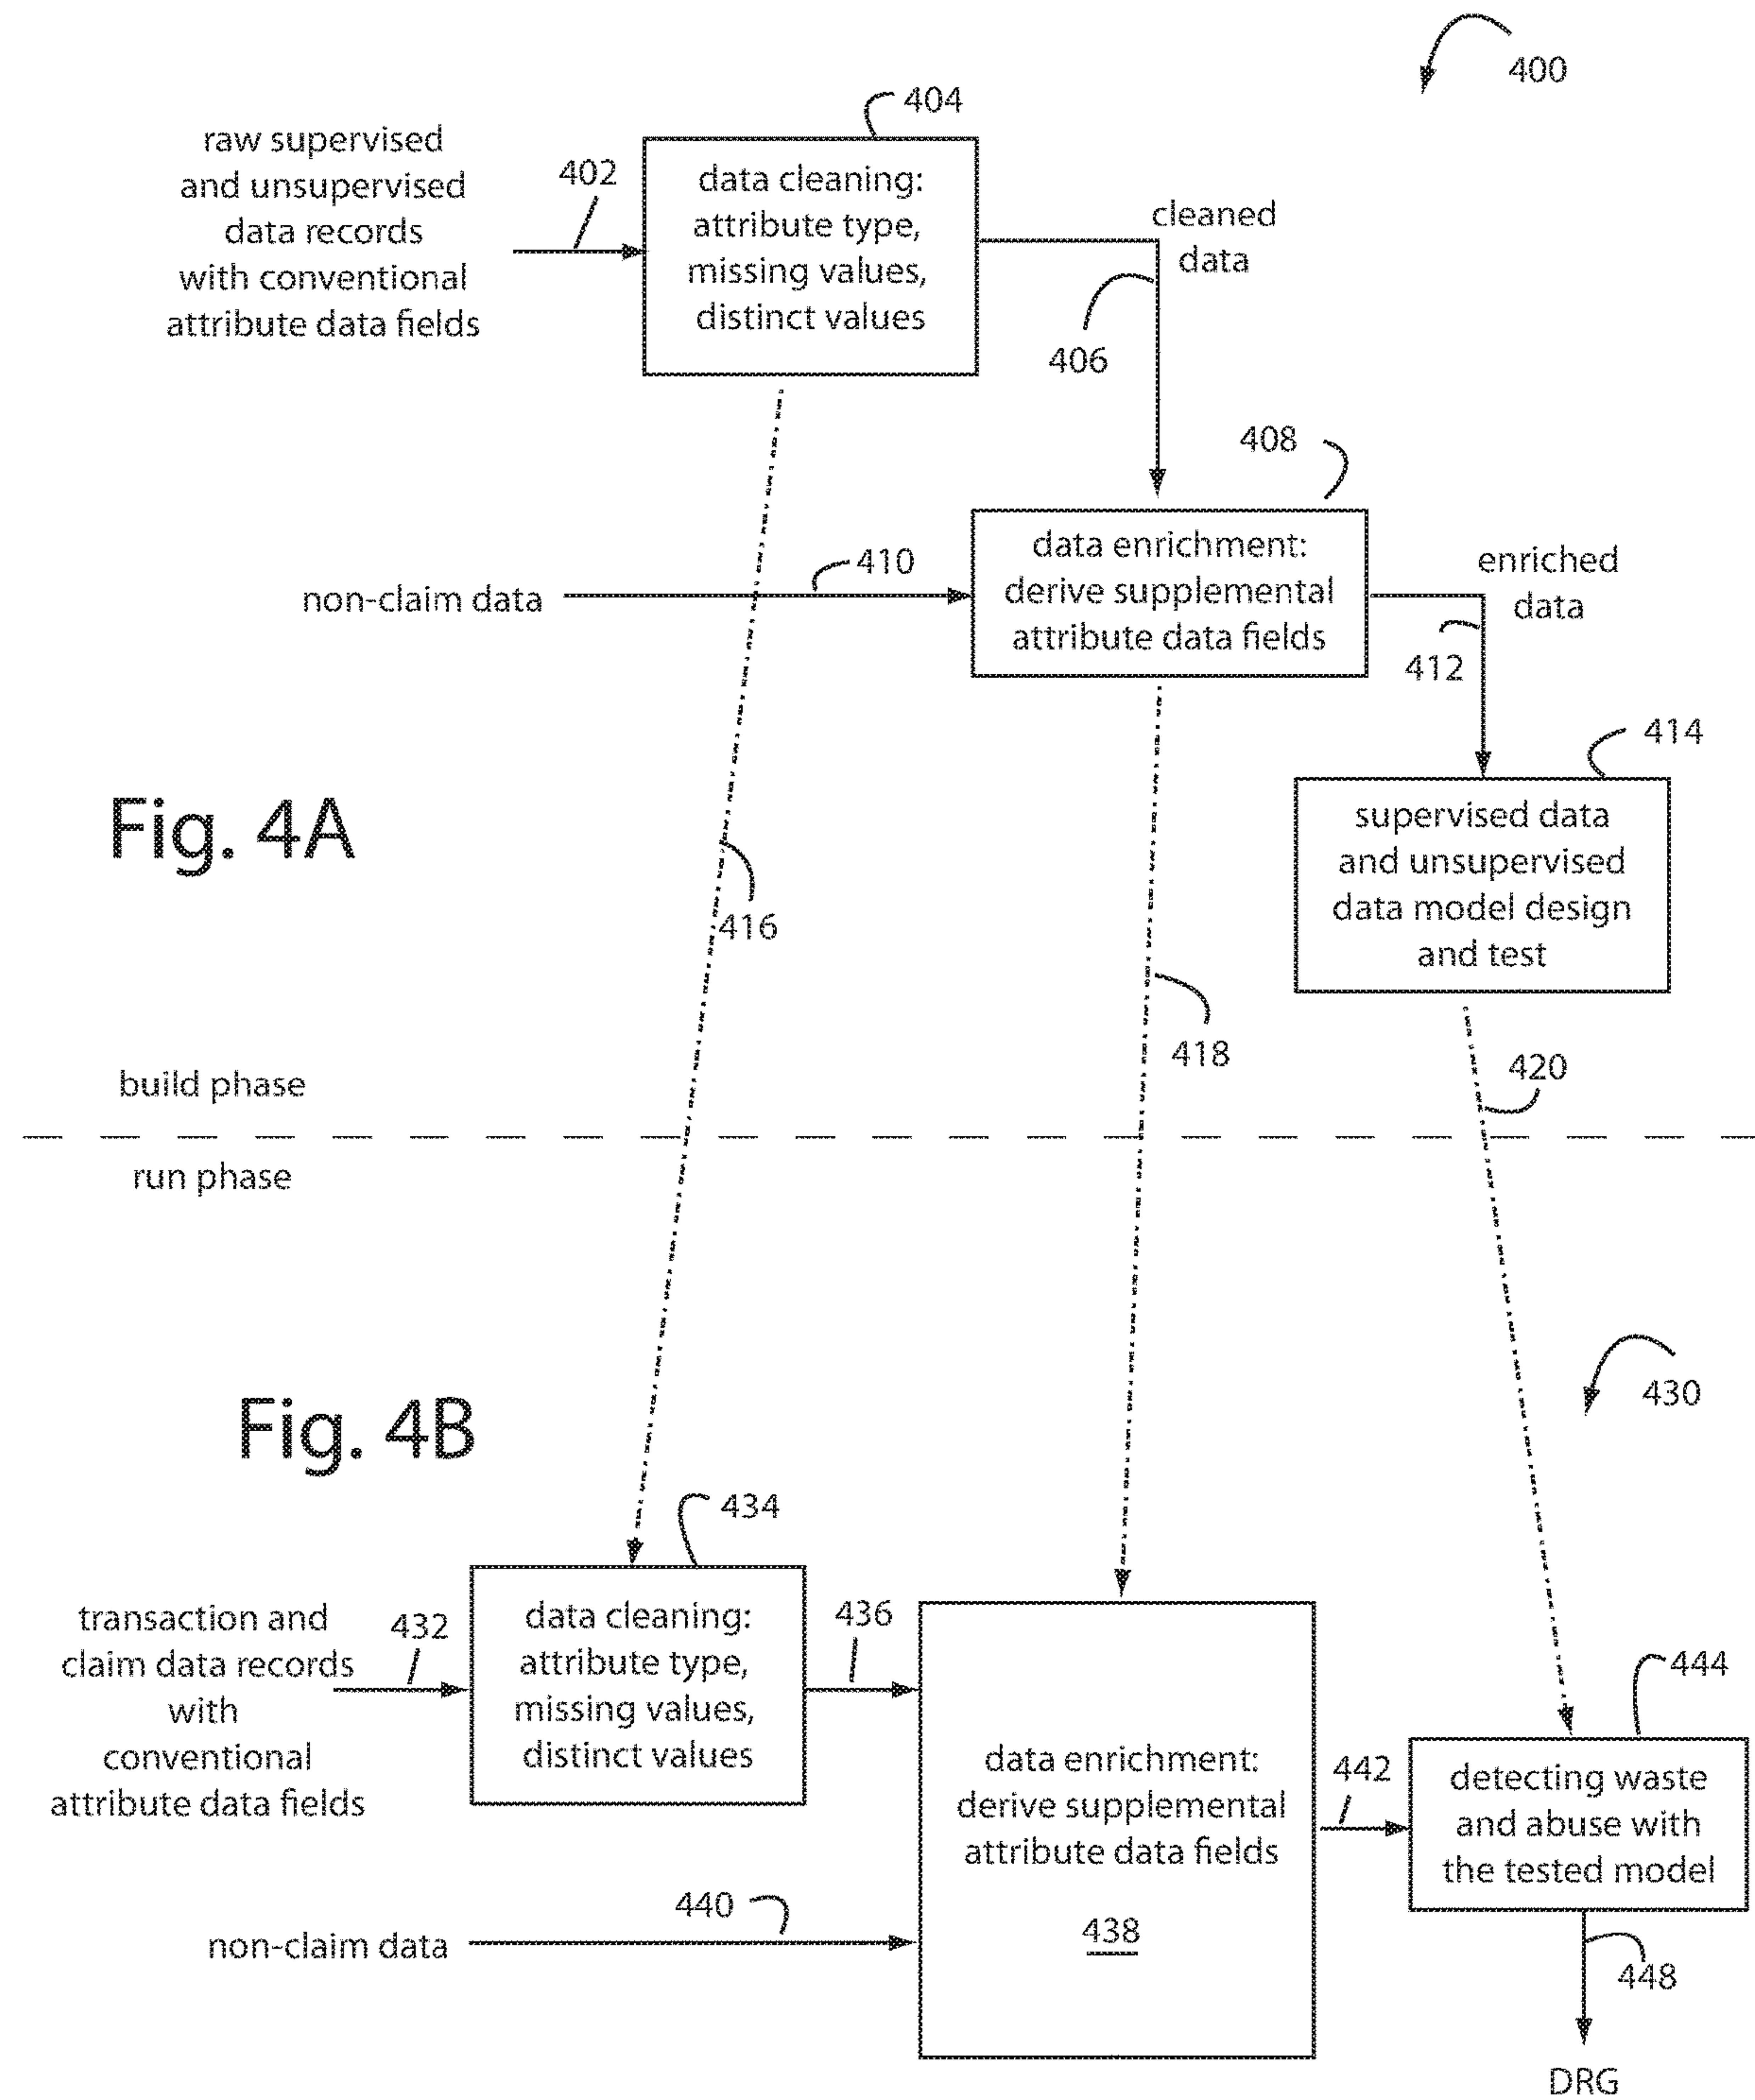 400
404
raw supervised
and unsupervised
data records
with conventional
attribute data fields
402
data cleaning:
attribute type,
missing values,
distinct values
cleaned
data
406
408
non-claim data
410
data enrichment:
derive supplemental
attribute data fields
enriched
data
412
414
supervised data
and unsupervised
data model design
and test
Fig. 4A
416
418
420
build phase
run phase
430
Fig. 4B
434
transaction and
claim data records
with
conventional
attribute data fields
432
data cleaning:
attribute type,
missing values,
distinct values
436
data enrichment:
derive supplemental
attribute data fields
438
non-claim data
440
442
444
detecting waste
and abuse with
the tested model
448
DRG